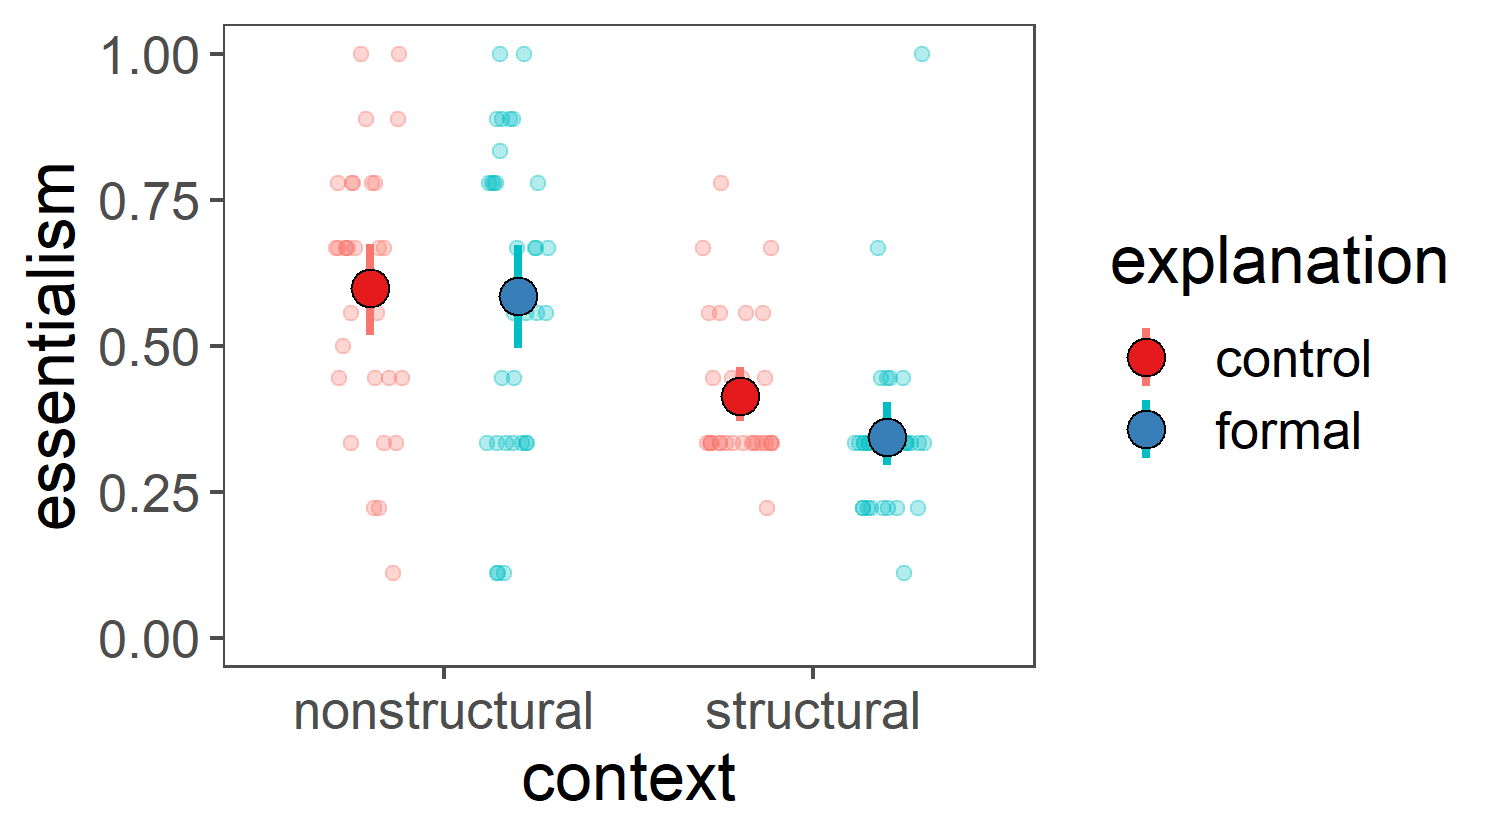 essentialism
1.00
0.75
0.50
0.25
0.00
nonstructural
structural
context
explanation
control
formal